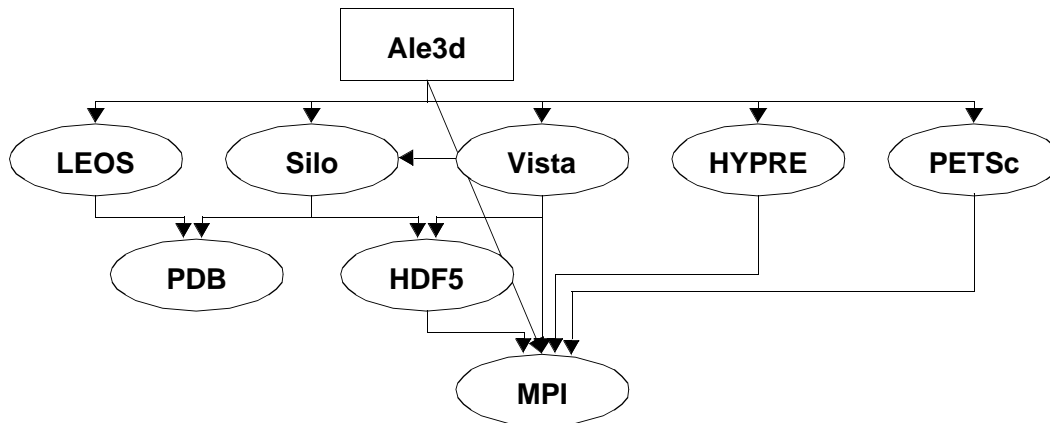 Ale3d
LEOS
Silo
Vista
HYPRE
PETSc
PDB
HDF5
MPI